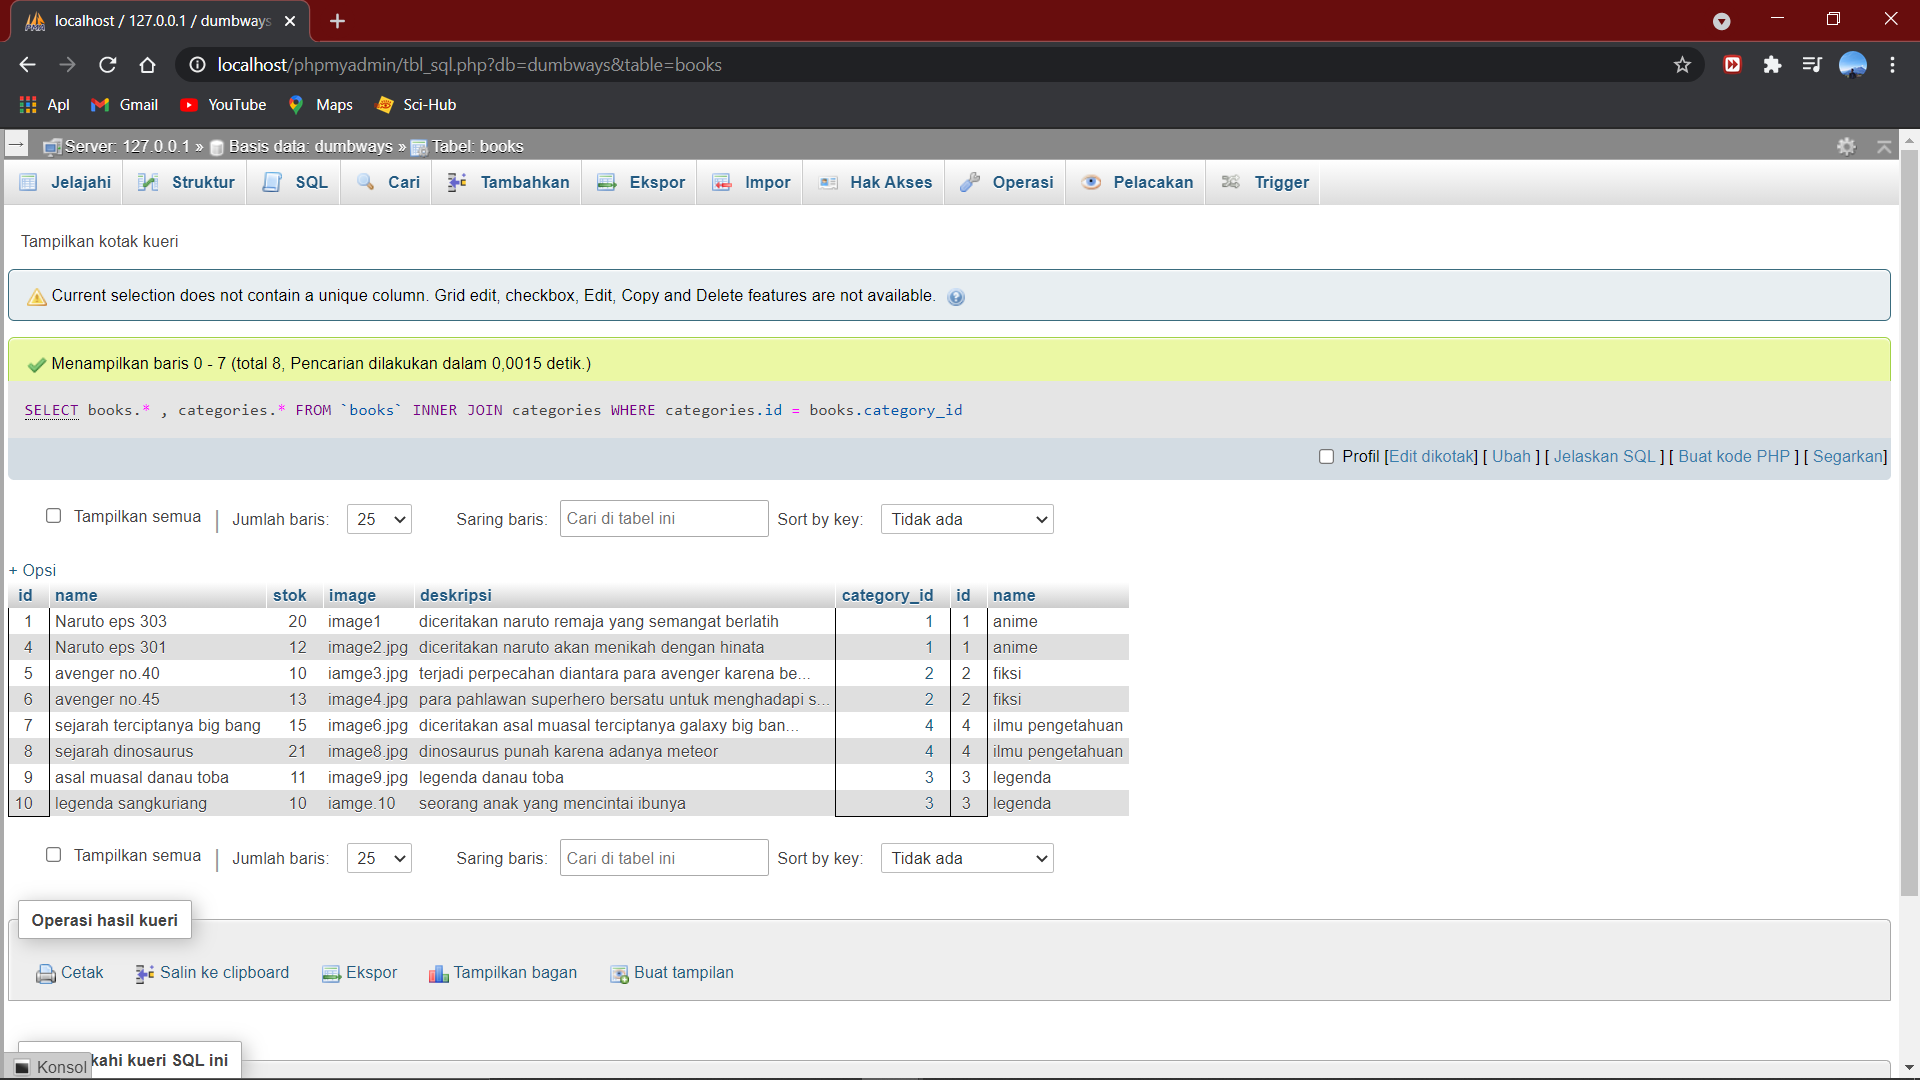 localhost / 127.0.0.1 / dumbways
localhost/phpmyadmin/tbl_sql.php?db=dumbways&table=books
Apl Gmail YouTube Maps Sci-Hub
Server: 127.0.0.1 » Basis data: dumbways » Tabel: books
Jelajahi Struktur SQL Cari Tambahkan Ekspor Impor Hak Akses Operasi Pelacakan Trigger
Tampilkan kotak kueri
Current selection does not contain a unique column. Grid edit, checkbox, Edit, Copy and Delete features are not available.
Menampilkan baris 0 - 7 (total 8, Pencarian dilakukan dalam 0,0015 detik.)
SELECT books.* , categories.* FROM `books` INNER JOIN categories WHERE categories.id = books.category_id
Profil [Edit dikotak] [ Ubah ] [ Jelaskan SQL ] [ Buat kode PHP ] [ Segarkan]
Tampilkan semua | Jumlah baris: 25 Saring baris: Cari di tabel ini Sort by key: Tidak ada
+ Opsi
id name stok image deskripsi category_id id name
1 Naruto eps 303 20 image1 diceritakan naruto remaja yang semangat berlatih 1 1 anime
4 Naruto eps 301 12 image2.jpg diceritakan naruto akan menikah dengan hinata 1 1 anime
5 avenger no.40 10 iamge3.jpg terjadi perpecahan diantara para avenger karena be... 2 2 fiksi
6 avenger no.45 13 image4.jpg para pahlawan superhero bersatu untuk menghadapi s... 2 2 fiksi
7 sejarah terciptanya big bang 15 image6.jpg diceritakan asal muasal terciptanya galaxy big ban... 4 4 ilmu pengetahuan
8 sejarah dinosaurus 21 image8.jpg dinosaurus punah karena adanya meteor 4 4 ilmu pengetahuan
9 asal muasal danau toba 11 image9.jpg legenda danau toba 3 3 legenda
10 legenda sangkuriang 10 iamge.10 seorang anak yang mencintai ibunya 3 3 legenda
Tampilkan semua | Jumlah baris: 25 Saring baris: Cari di tabel ini Sort by key: Tidak ada
Operasi hasil kueri
Cetak Salin ke clipboard Ekspor Tampilkan bagan Buat tampilan
Konsol kahi kueri SQL ini